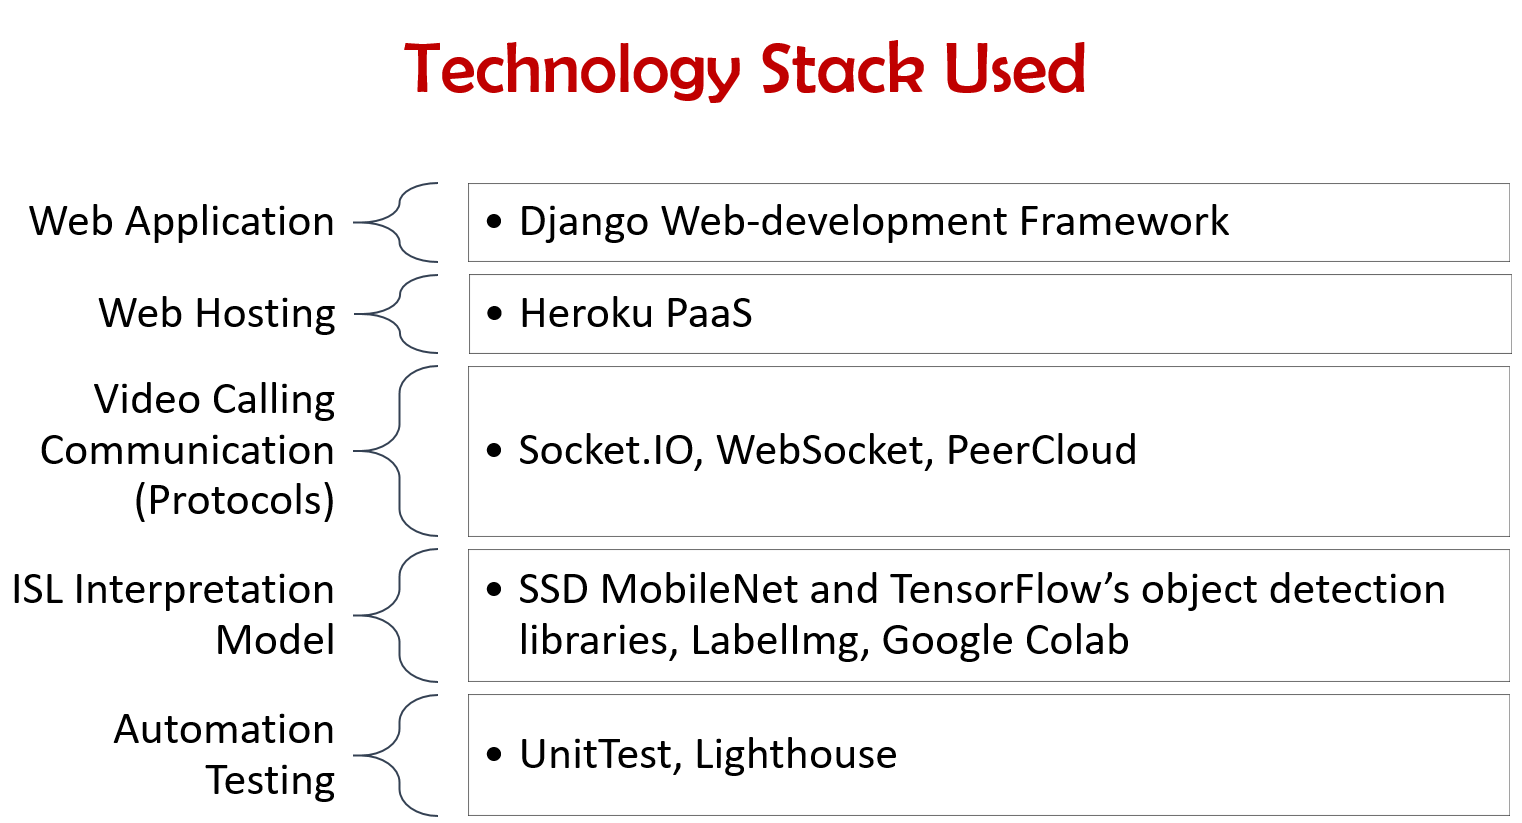 Technology Stack Used
Web Application
• Django Web-development Framework
Web Hosting
• Heroku PaaS
Video Calling
Communication
(Protocols)
• Socket.IO, WebSocket, PeerCloud
ISL Interpretation
Model
• SSD MobileNet and TensorFlow’s object detection
libraries, LabelImg, Google Colab
Automation
Testing
• UnitTest, Lighthouse